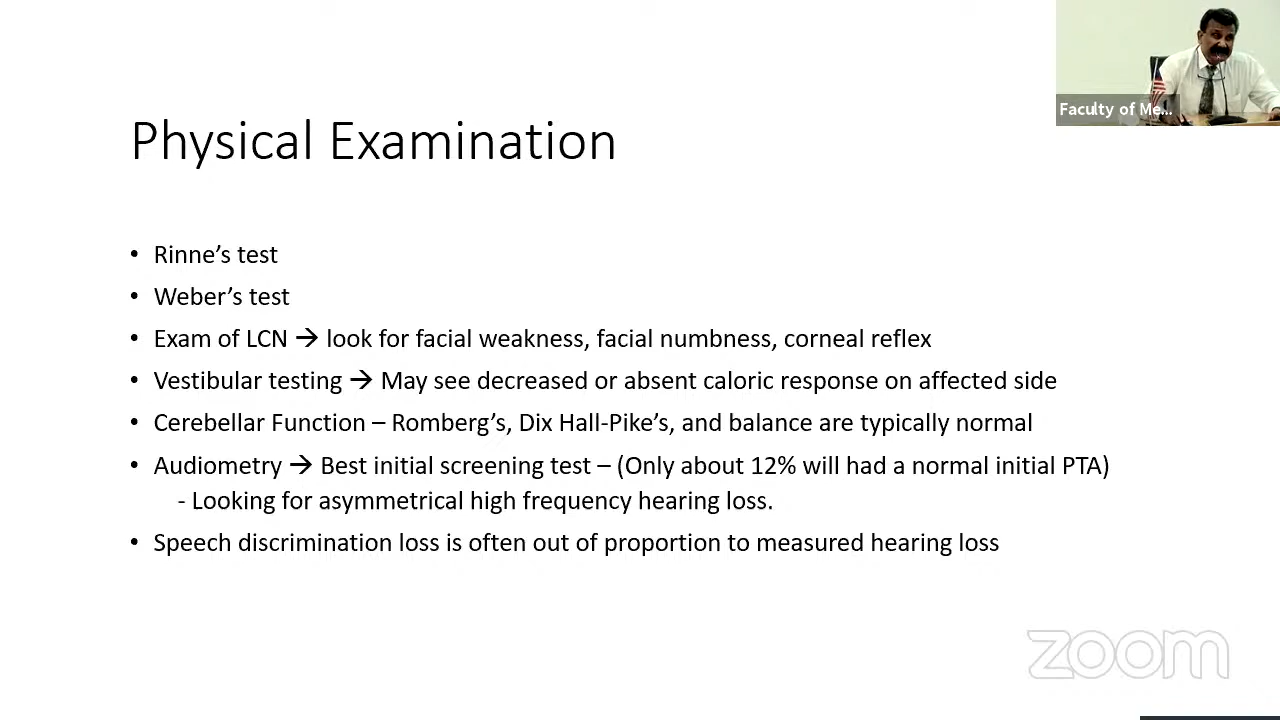 Faculty of Me...
Physical Examination
• Rinne’s test
• Weber’s test
• Exam of LCN → look for facial weakness, facial numbness, corneal reflex
• Vestibular testing → May see decreased or absent caloric response on affected side
• Cerebellar Function – Romberg’s, Dix Hall-Pike’s, and balance are typically normal
• Audiometry → Best initial screening test – (Only about 12% will had a normal initial PTA)
- Looking for asymmetrical high frequency hearing loss.
• Speech discrimination loss is often out of proportion to measured hearing loss
zoom